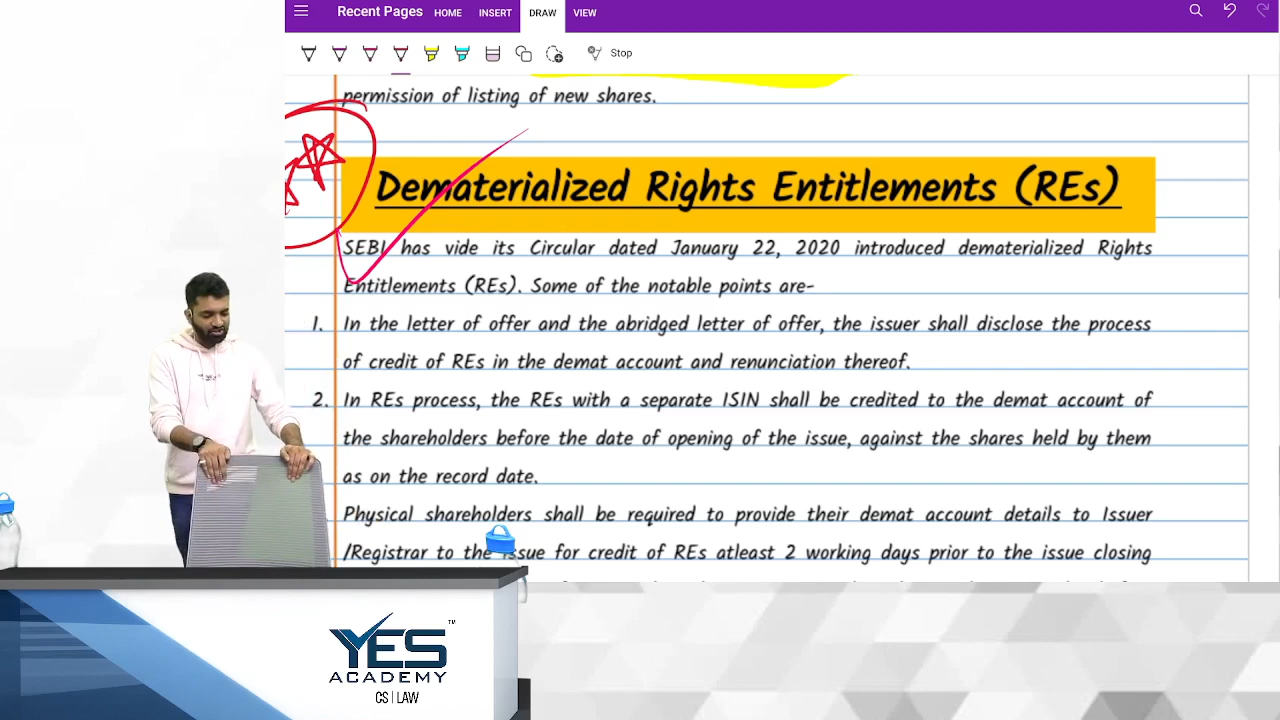 Recent Pages HOME INSERT DRAW VIEW
Stop
permission of listing of new shares.
Dematerialized Rights Entitlements (REs)
SEBI has vide its Circular dated January 22, 2020 introduced dematerialized Rights
Entitlements (REs). Some of the notable points are-
1. In the letter of offer and the abridged letter of offer, the issuer shall disclose the process
of credit of REs in the demat account and renunciation thereof.
2. In REs process, the REs with a separate ISIN shall be credited to the demat account of
the shareholders before the date of opening of the issue, against the shares held by them
as on the record date.
Physical shareholders shall be required to provide their demat account details to Issuer
/Registrar to the issue for credit of REs atleast 2 working days prior to the issue closing
YES™
ACADEMY
CS | LAW